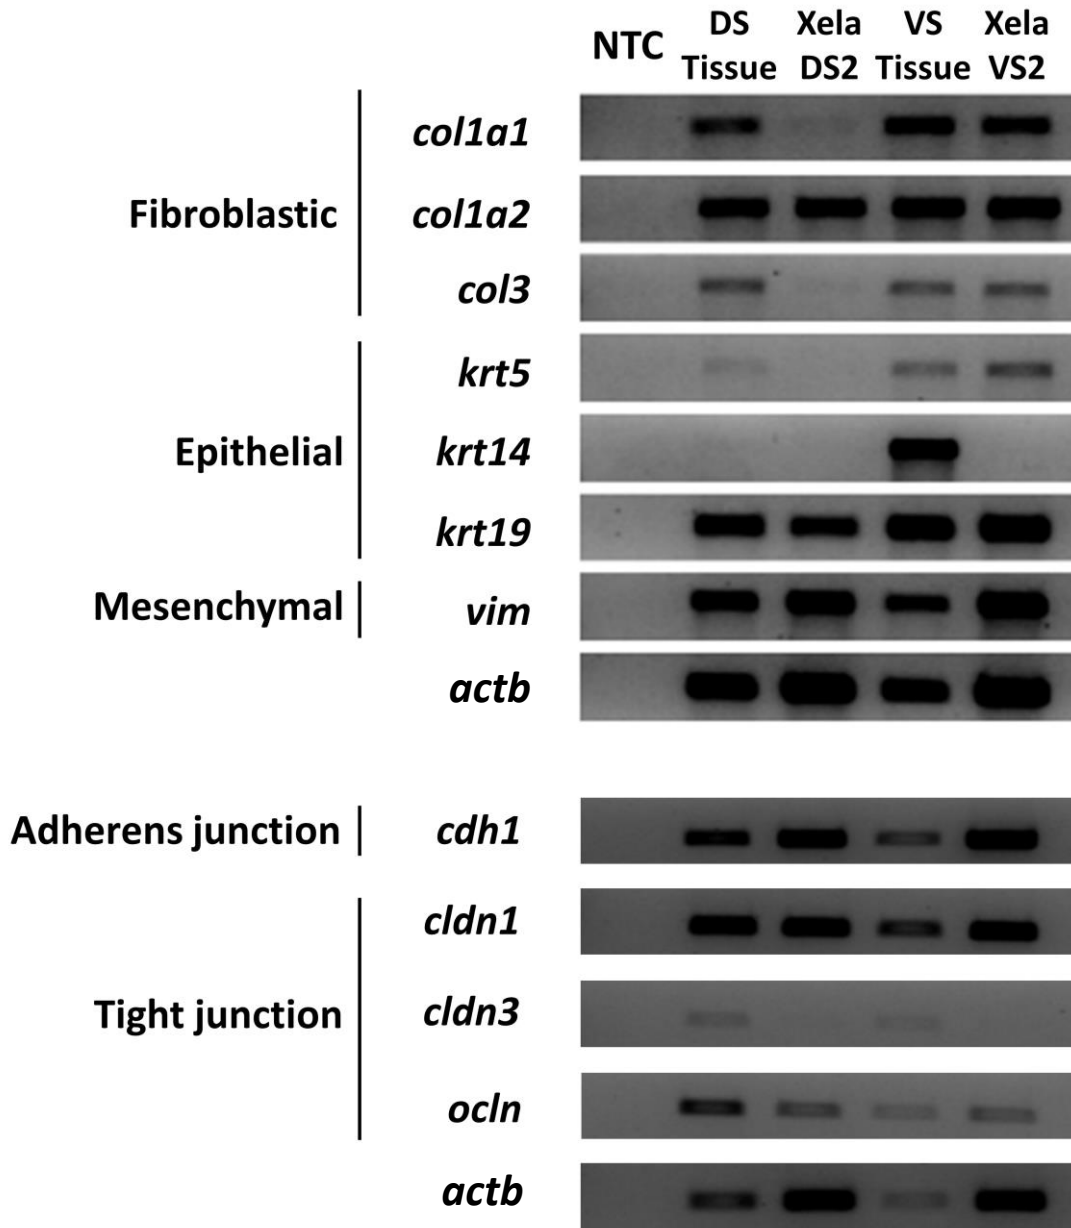 NTC DS Xela VS Xela
Tissue DS2 Tissue VS2
col1a1
Fibroblastic col1a2
col3
krt5
Epithelial krt14
krt19
Mesenchymal vim
actb
Adherens junction cdh1
cldn1
Tight junction cldn3
ocln
actb